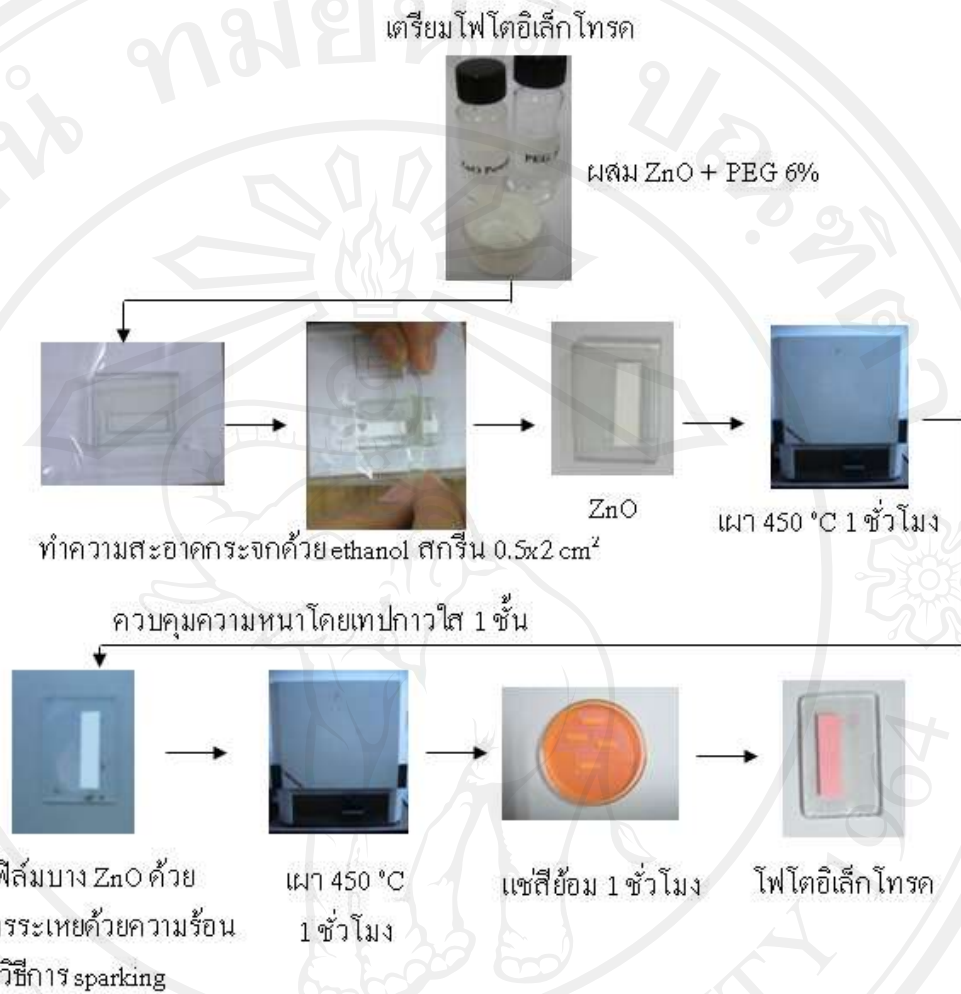 เตรียมโฟโตอิเล็กโทรด
ZnO
PEG
ผสม ZnO + PEG 6%
ZnO
เผา 450 °C 1 ชั่วโมง
ทำความสะอาดกระจกด้วย ethanol สกรีน 0.5x2 cm²
ควบคุมความหนาโดยเทปกาวใส 1 ชั้น
ฟิล์มบาง ZnO ด้วย
เผา 450 °C
แช่สีย้อม 1 ชั่วโมง
โฟโตอิเล็กโทรด
ระเหยด้วยความร้อน
1 ชั่วโมง
วิธีการ sparking